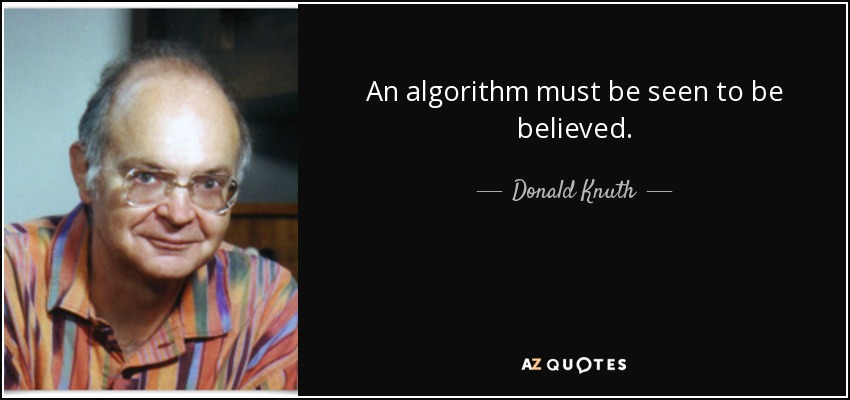 An algorithm must be seen to be
believed.
Donald Knuth
AZ QUOTES